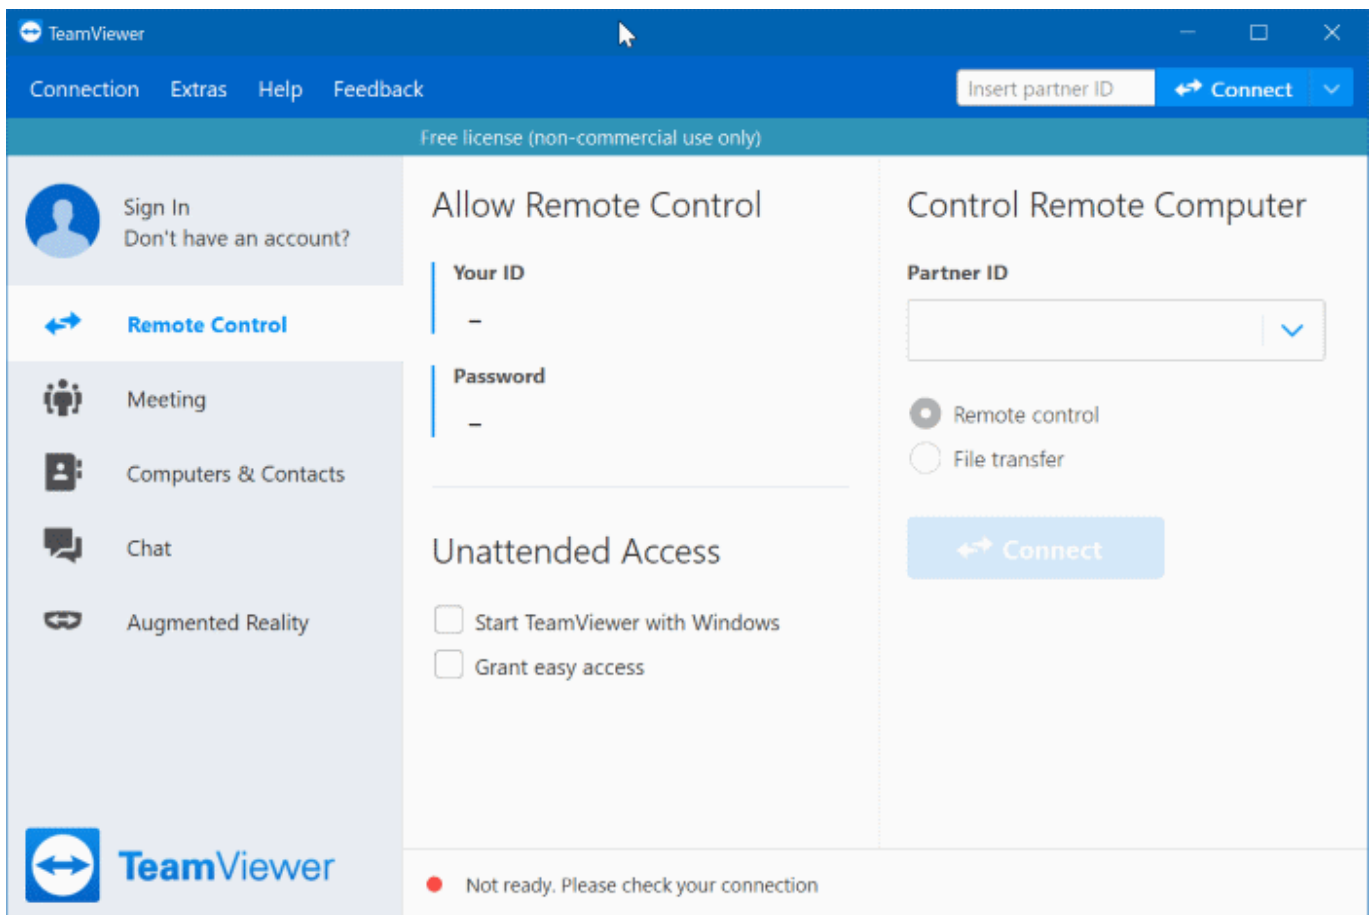 TeamViewer
Connection Extras Help Feedback
Insert partner ID
Connect
Free license (non-commercial use only)
Sign In
Don't have an account?
Remote Control
Meeting
Computers & Contacts
Chat
Augmented Reality
TeamViewer
Allow Remote Control
Your ID
–
Password
–
Unattended Access
Start TeamViewer with Windows
Grant easy access
Control Remote Computer
Partner ID
Remote control
File transfer
Connect
Not ready. Please check your connection